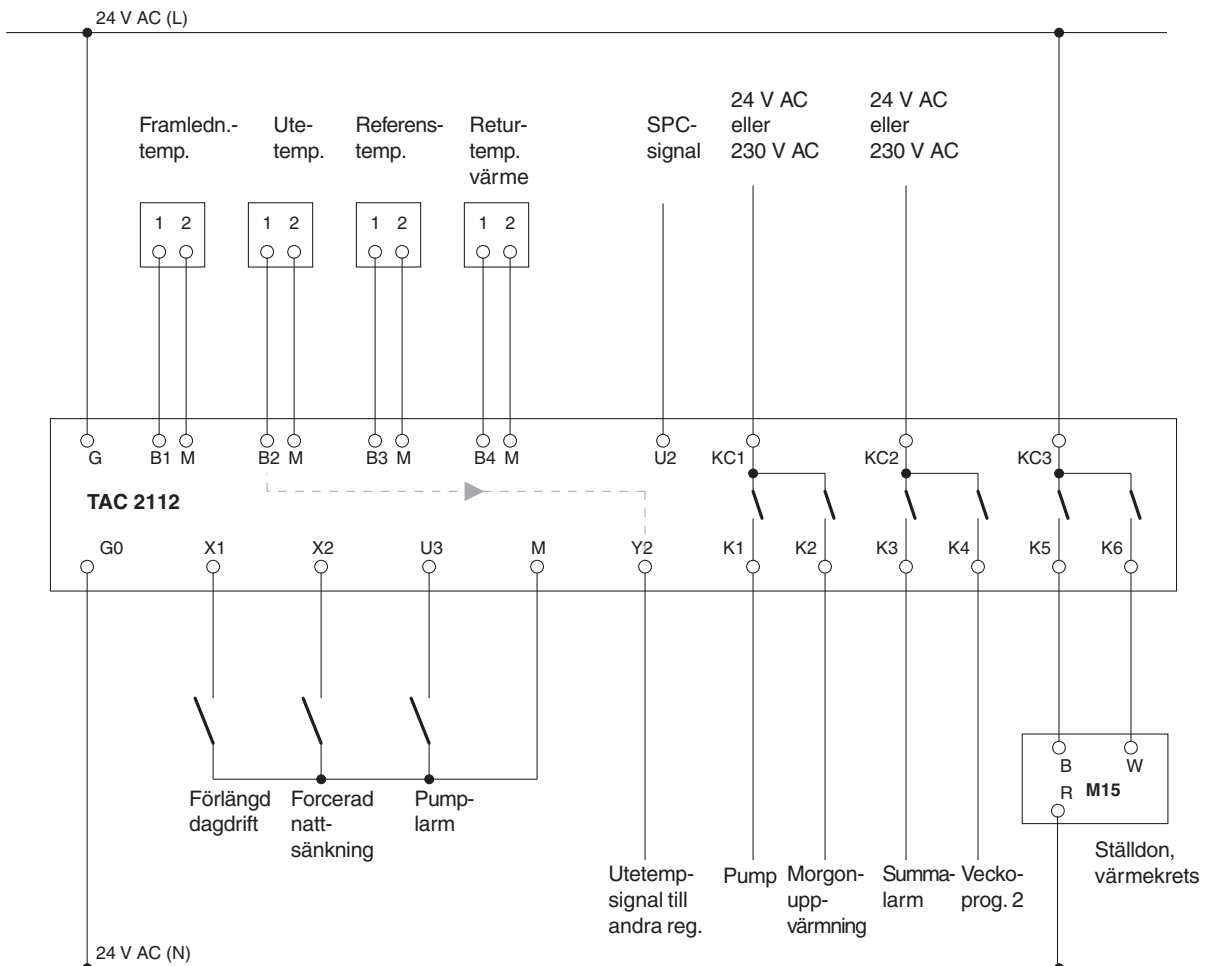 24 V AC (L)
24 V AC
eller
230 V AC
24 V AC
eller
230 V AC
Framledn.-
temp.
Ute-
temp.
Referens-
temp.
Retur-
temp.
värme
SPC-
signal
1 2
1 2
1 2
1 2
G B1 M B2 M B3 M B4 M U2 KC1 KC2 KC3
TAC 2112
G0 X1 X2 U3 M Y2 K1 K2 K3 K4 K5 K6
B W
R M15
Förlängd
dagdrift
Forcerad
natt-
sänkning
Pump-
larm
Ställdon,
värmekrets
Utetemp-
signal till
andra reg.
Pump
Morgon-
upp-
värmning
Summa-
larm
Vecko-
prog. 2
24 V AC (N)